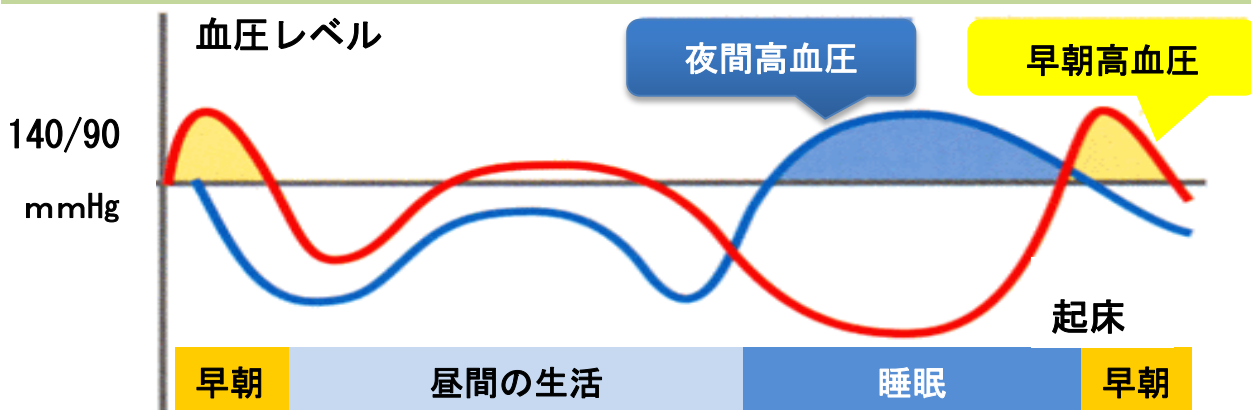 血圧レベル
夜間高血圧
早朝高血圧
140/90
mmHg
起床
早朝
昼間の生活
睡眠
早朝